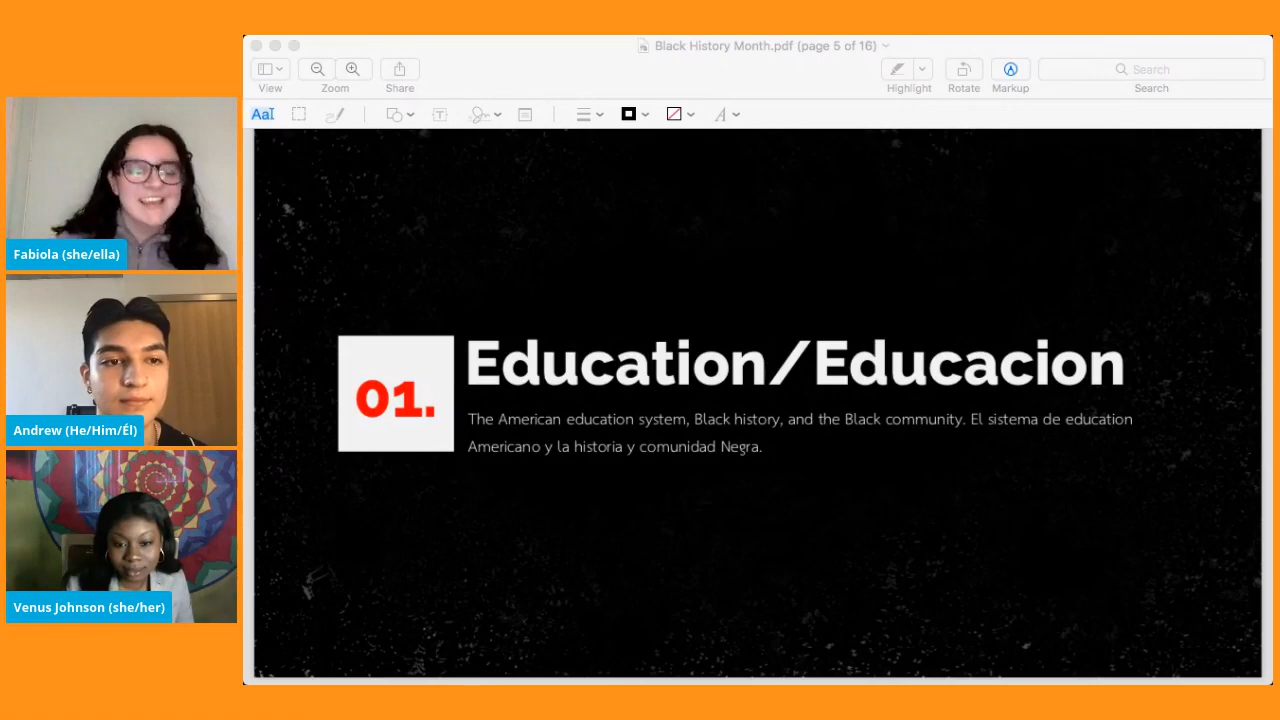 Black History Month.pdf (page 5 of 16)
View
Zoom
Share
Highlight
Rotate
Markup
Search
Search
AaI
T
A
Fabiola (she/ella)
Andrew (He/Him/Él)
Venus Johnson (she/her)
01.
Education/Educacion
The American education system, Black history, and the Black community. El sistema de education
Americano y la historia y comunidad Negra.